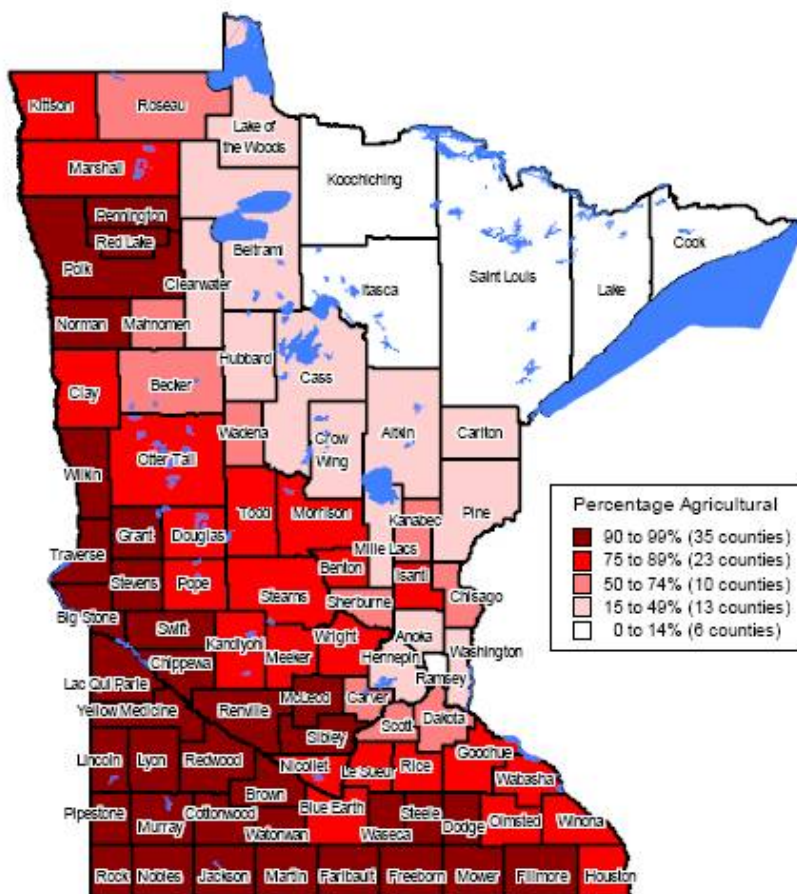 Kittson
Roseau
Lake of
the Woods
Marshall
Koochiching
Pennington
Red Lake
Polk
Beltrami
Clearwater
Itasca
Saint Louis
Lake
Cook
Norman
Mahnomen
Hubbard
Cass
Clay
Becker
Wadena
Crow
Wing
Aitkin
Carlton
Otter Tail
Wilkin
Pine
Todd
Morrison
Kanabec
Grant
Douglas
Mille Lacs
Traverse
Stevens
Pope
Benton
Isanti
Stearns
Sherburne
Chisago
Big Stone
Swift
Anoka
Kandiyohi
Wright
Meeker
Hennepin
Washington
Ramsey
Chippewa
Lac Qui Parle
McLeod
Carver
Yellow Medicine
Renville
Dakota
Scott
Sibley
Lincoln
Lyon
Redwood
Nicollet
Le Sueur
Rice
Goodhue
Wabasha
Brown
Pipestone
Murray
Cottonwood
Watonwan
Blue Earth
Waseca
Steele
Dodge
Olmsted
Winona
Rock
Nobles
Jackson
Martin
Faribault
Freeborn
Mower
Fillmore
Houston
Percentage Agricultural
90 to 99% (35 counties)
75 to 89% (23 counties)
50 to 74% (10 counties)
15 to 49% (13 counties)
0 to 14% (6 counties)